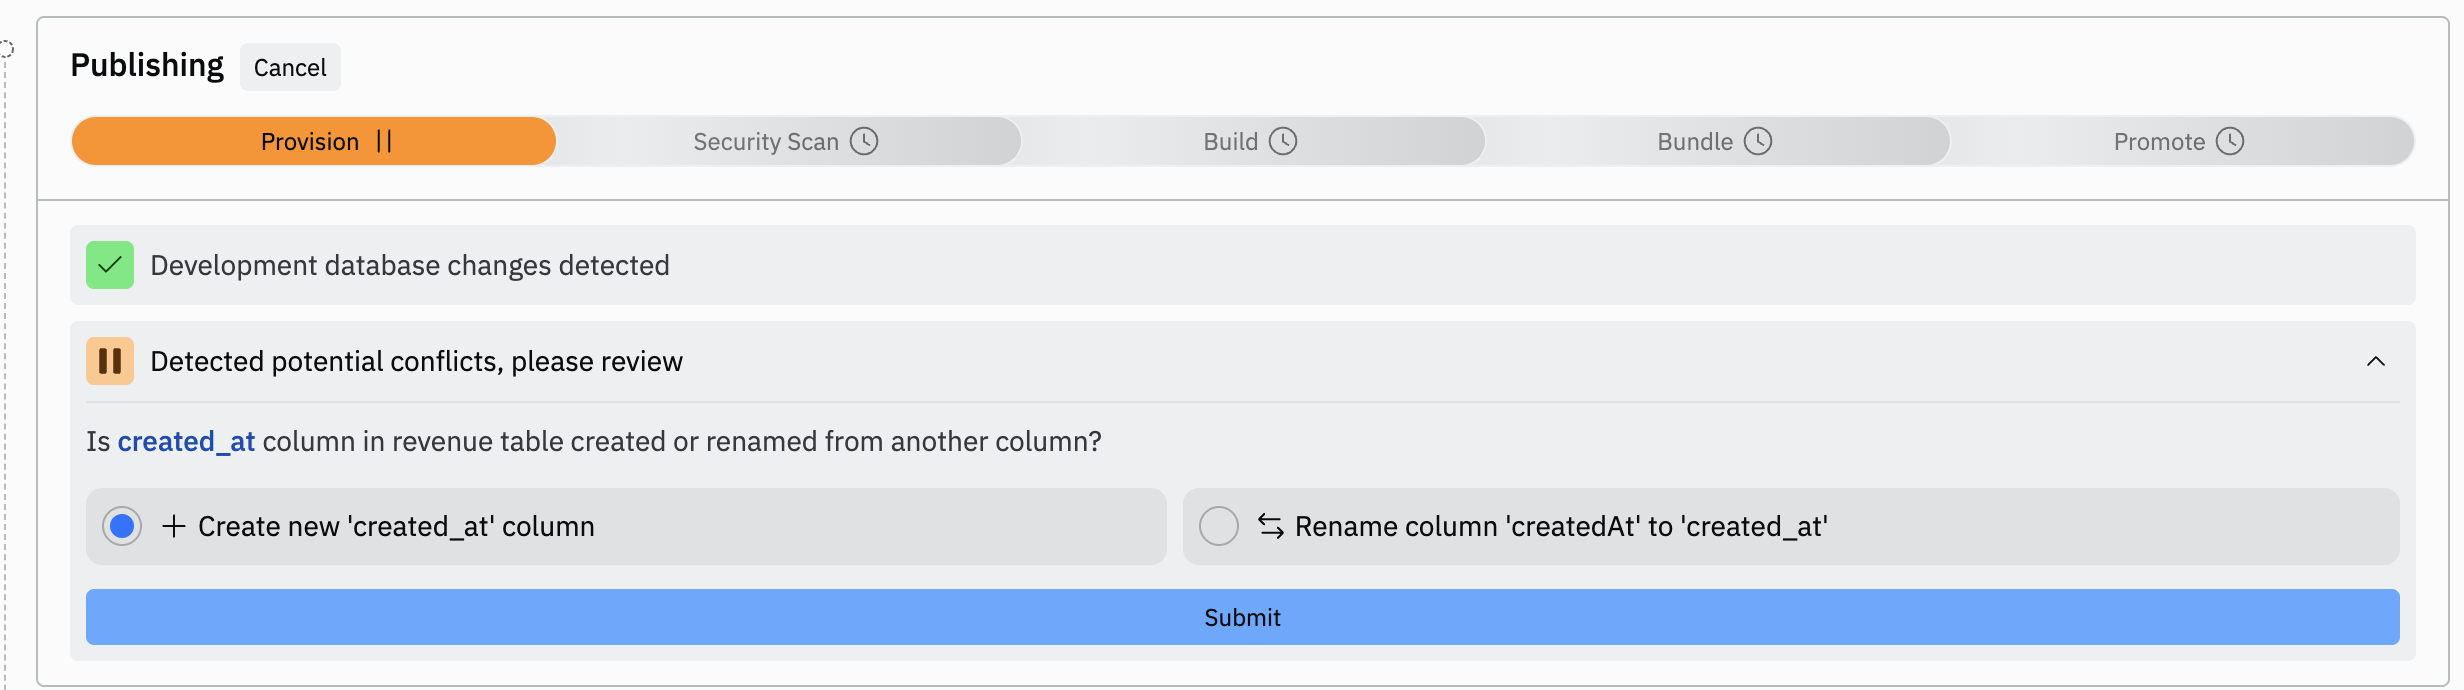 Publishing Cancel
Provision Security Scan Build Bundle Promote
Development database changes detected
Detected potential conflicts, please review
Is created_at column in revenue table created or renamed from another column?
Create new 'created_at' column Rename column 'createdAt' to 'created_at'
Submit